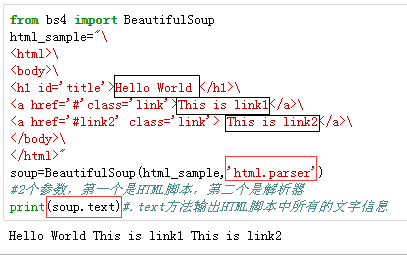 from bs4 import BeautifulSoup
html_sample="\
<html>\
<body>\
<h1 id='title'>Hello World </h1>\
<a href='#'class='link'>This is link1</a>\
<a href='#link2' class='link'> This is link2</a>\
</body>\
</html>"
soup=BeautifulSoup(html_sample,'html.parser')
#2个参数，第一个是HTML脚本，第二个是解析器
print(soup.text)#.text方法输出HTML脚本中所有的文字信息
Hello World This is link1 This is link2